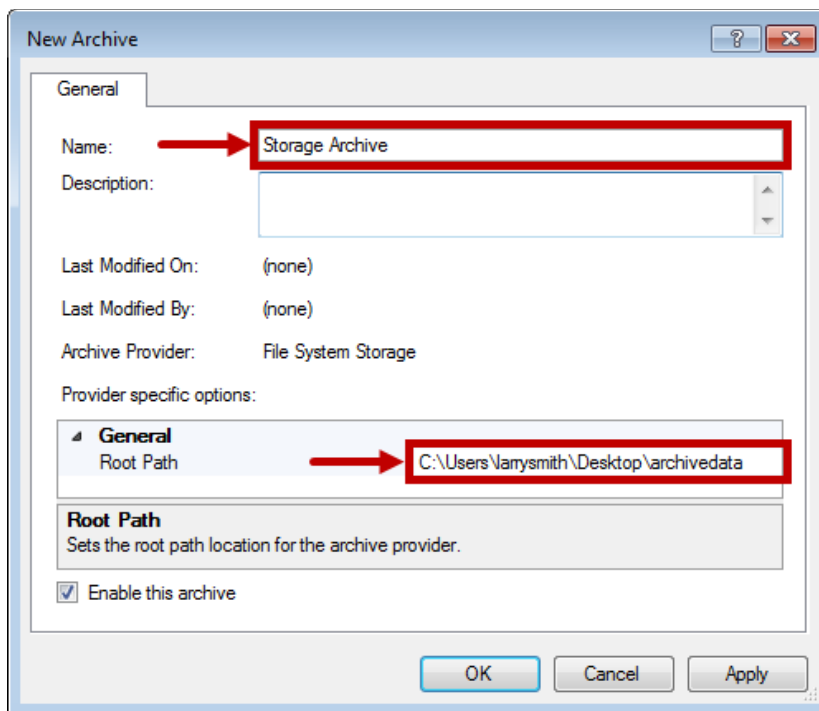 New Archive
General
Name: Storage Archive
Description:
Last Modified On: (none)
Last Modified By: (none)
Archive Provider: File System Storage
Provider specific options:
General
Root Path C:\Users\larrysmith\Desktop\archivedata
Root Path
Sets the root path location for the archive provider.
Enable this archive
OK Cancel Apply